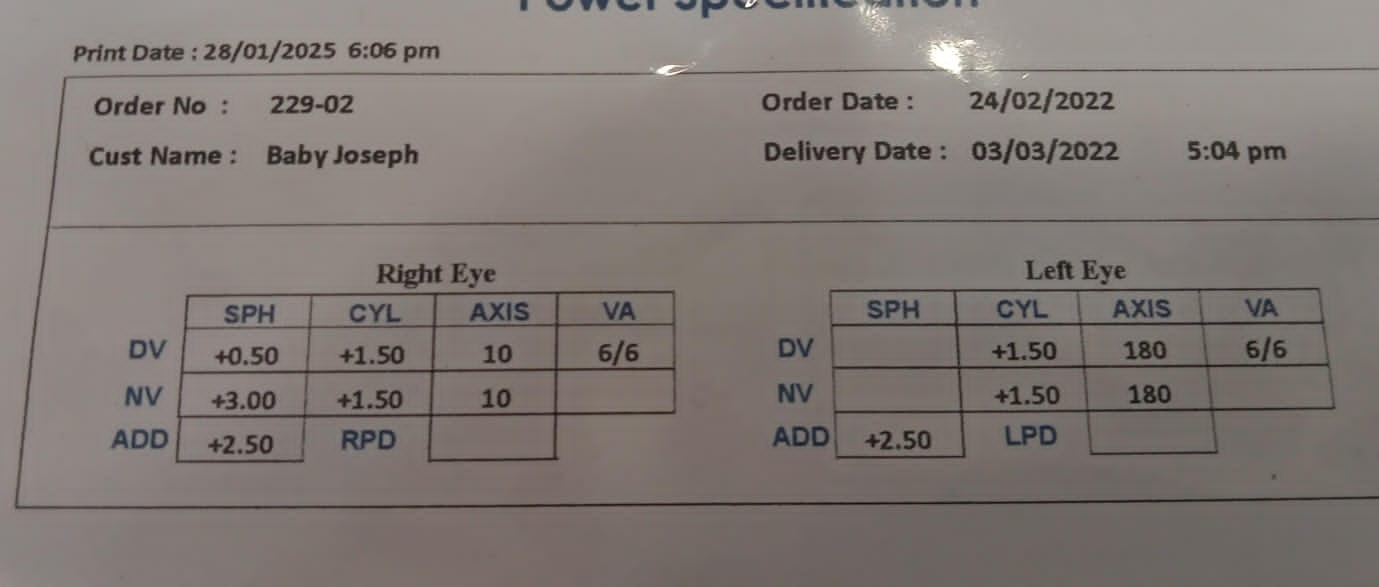 Power Specification
Print Date : 28/01/2025 6:06 pm
Order No : 229-02 Order Date : 24/02/2022
Cust Name : Baby Joseph Delivery Date : 03/03/2022 5:04 pm
Right Eye Left Eye
SPH CYL AXIS VA SPH CYL AXIS VA
DV +0.50 +1.50 10 6/6 DV +1.50 180 6/6
NV +3.00 +1.50 10 NV +1.50 180
ADD +2.50 RPD ADD +2.50 LPD